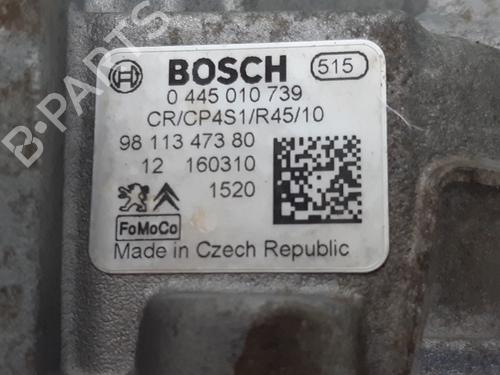 BOSCH 515
0 445 010 739
CR/CP4S1/R45/10
98 113 473 80
12 160310
1520
FoMoCo
Made in Czech Republic
B-PARTS